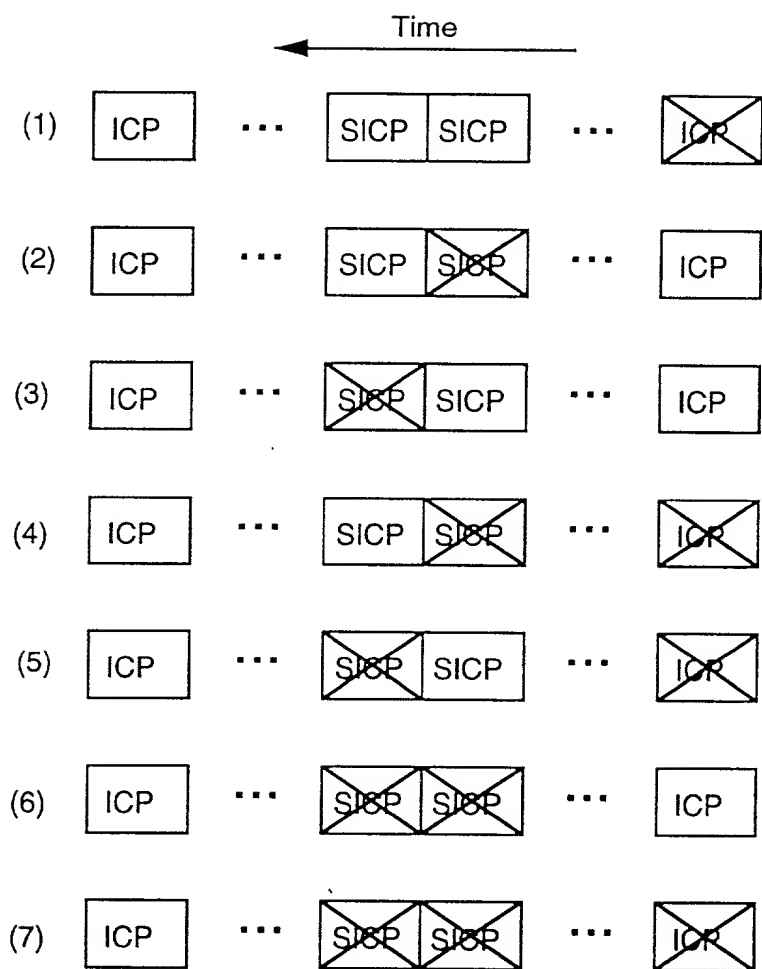 Time
(1) ICP ... SICP SICP ... ICP
(2) ICP ... SICP SICP ... ICP
(3) ICP ... SICP SICP ... ICP
(4) ICP ... SICP SICP ... ICP
(5) ICP ... SICP SICP ... ICP
(6) ICP ... SICP SICP ... ICP
(7) ICP ... SICP SICP ... ICP